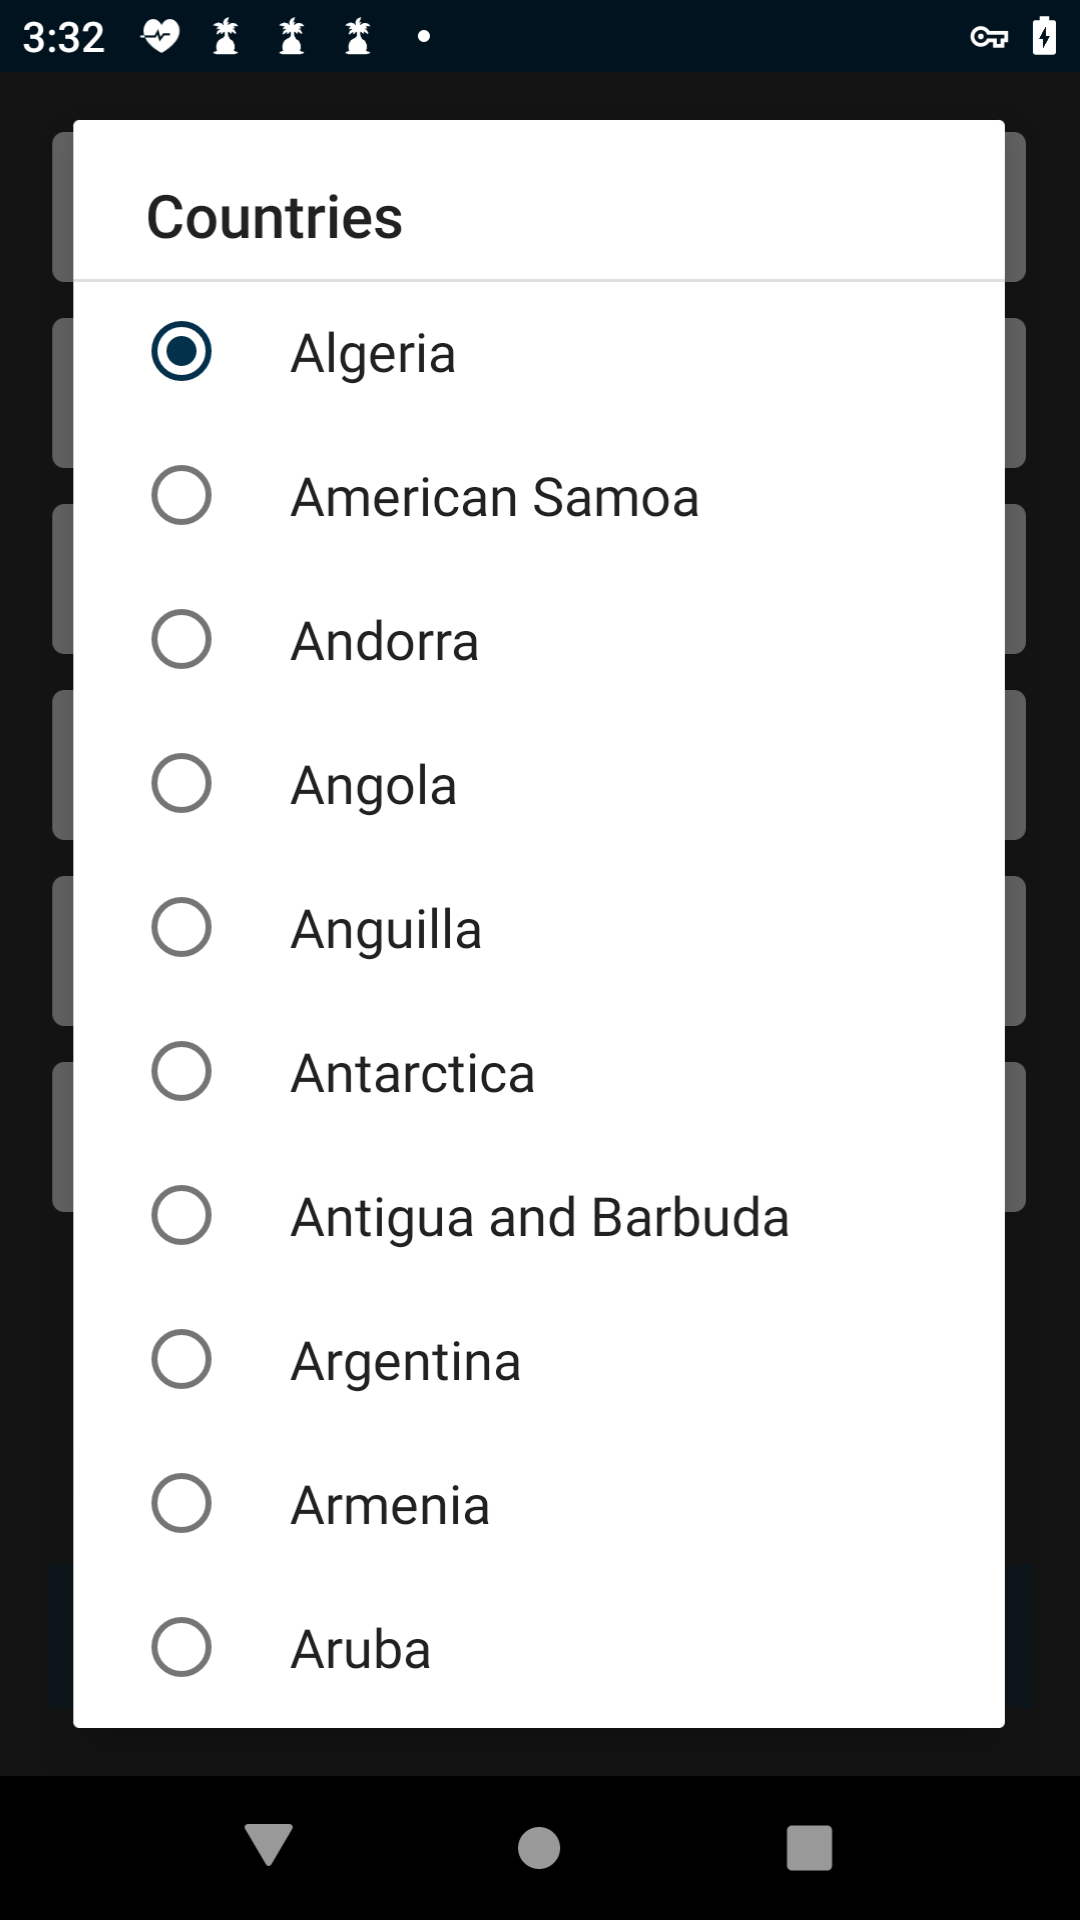 3:32
Countries
Algeria
American Samoa
Andorra
Angola
Anguilla
Antarctica
Antigua and Barbuda
Argentina
Armenia
Aruba